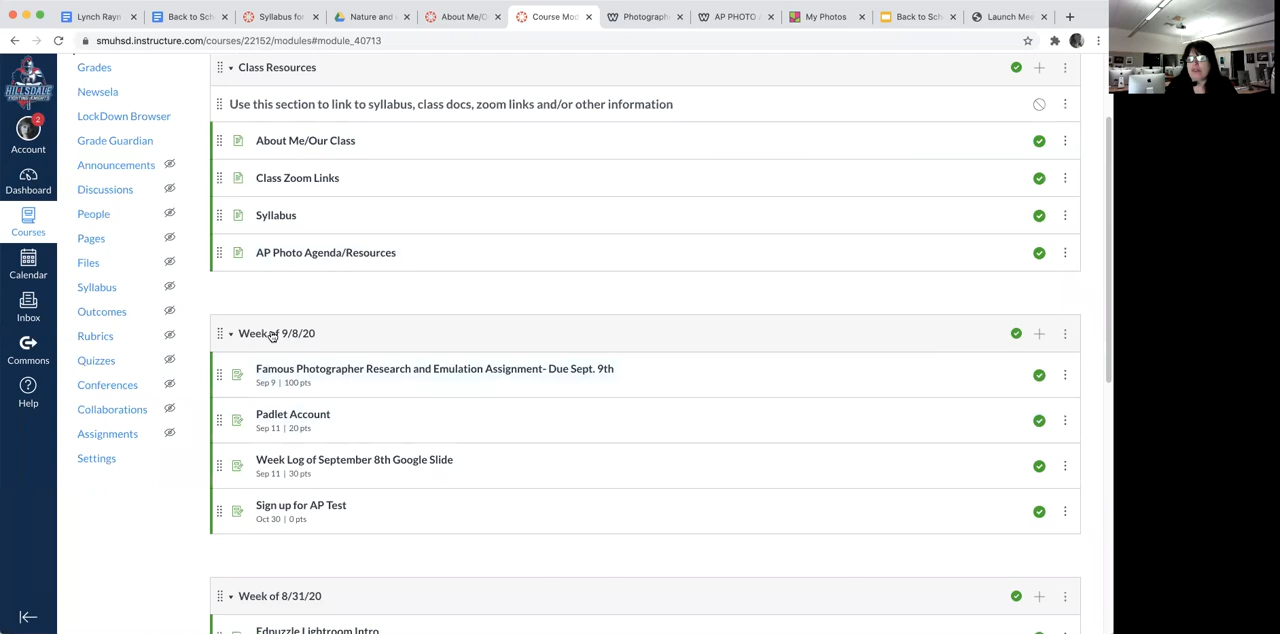 Lynch Rayn
Back to Sch
Syllabus for
Nature and
About Me/O
Course Mod
Photograph
AP PHOTO
My Photos
Back to Sch
Launch Mee
smuhsd.instructure.com/courses/22152/modules#module_40713
HILLSDALE
FIGHTING KNIGHTS
2
Account
Dashboard
Courses
Calendar
Inbox
Commons
Help
Grades
Newsela
LockDown Browser
Grade Guardian
Announcements
Discussions
People
Pages
Files
Syllabus
Outcomes
Rubrics
Quizzes
Conferences
Collaborations
Assignments
Settings
Class Resources
Use this section to link to syllabus, class docs, zoom links and/or other information
About Me/Our Class
Class Zoom Links
Syllabus
AP Photo Agenda/Resources
Week of 9/8/20
Famous Photographer Research and Emulation Assignment- Due Sept. 9th
Sep 9 | 100 pts
Padlet Account
Sep 11 | 20 pts
Week Log of September 8th Google Slide
Sep 11 | 30 pts
Sign up for AP Test
Oct 30 | 0 pts
Week of 8/31/20
Edpuzzle Lightroom Intro